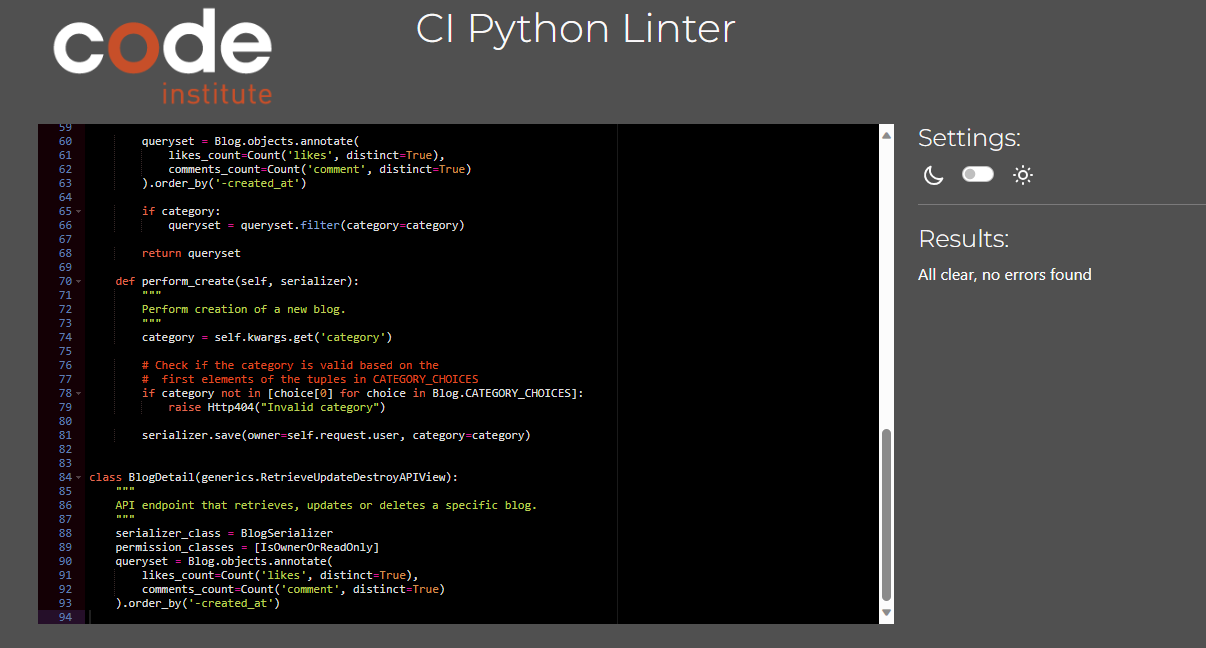 code
institute
CI Python Linter
59
60 queryset = Blog.objects.annotate(
61 likes_count=Count('likes', distinct=True),
62 comments_count=Count('comment', distinct=True)
63 ).order_by('-created_at')
64
65 if category:
66 queryset = queryset.filter(category=category)
67
68 return queryset
69
70 def perform_create(self, serializer):
71 """
72 Perform creation of a new blog.
73 """
74 category = self.kwargs.get('category')
75
76 # Check if the category is valid based on the
77 #  first elements of the tuples in CATEGORY_CHOICES
78 if category not in [choice[0] for choice in Blog.CATEGORY_CHOICES]:
79 raise Http404("Invalid category")
80
81 serializer.save(owner=self.request.user, category=category)
82
83
84 class BlogDetail(generics.RetrieveUpdateDestroyAPIView):
85 """
86 API endpoint that retrieves, updates or deletes a specific blog.
87 """
88 serializer_class = BlogSerializer
89 permission_classes = [IsOwnerOrReadOnly]
90 queryset = Blog.objects.annotate(
91 likes_count=Count('likes', distinct=True),
92 comments_count=Count('comment', distinct=True)
93 ).order_by('-created_at')
94
Settings:
Results:
All clear, no errors found